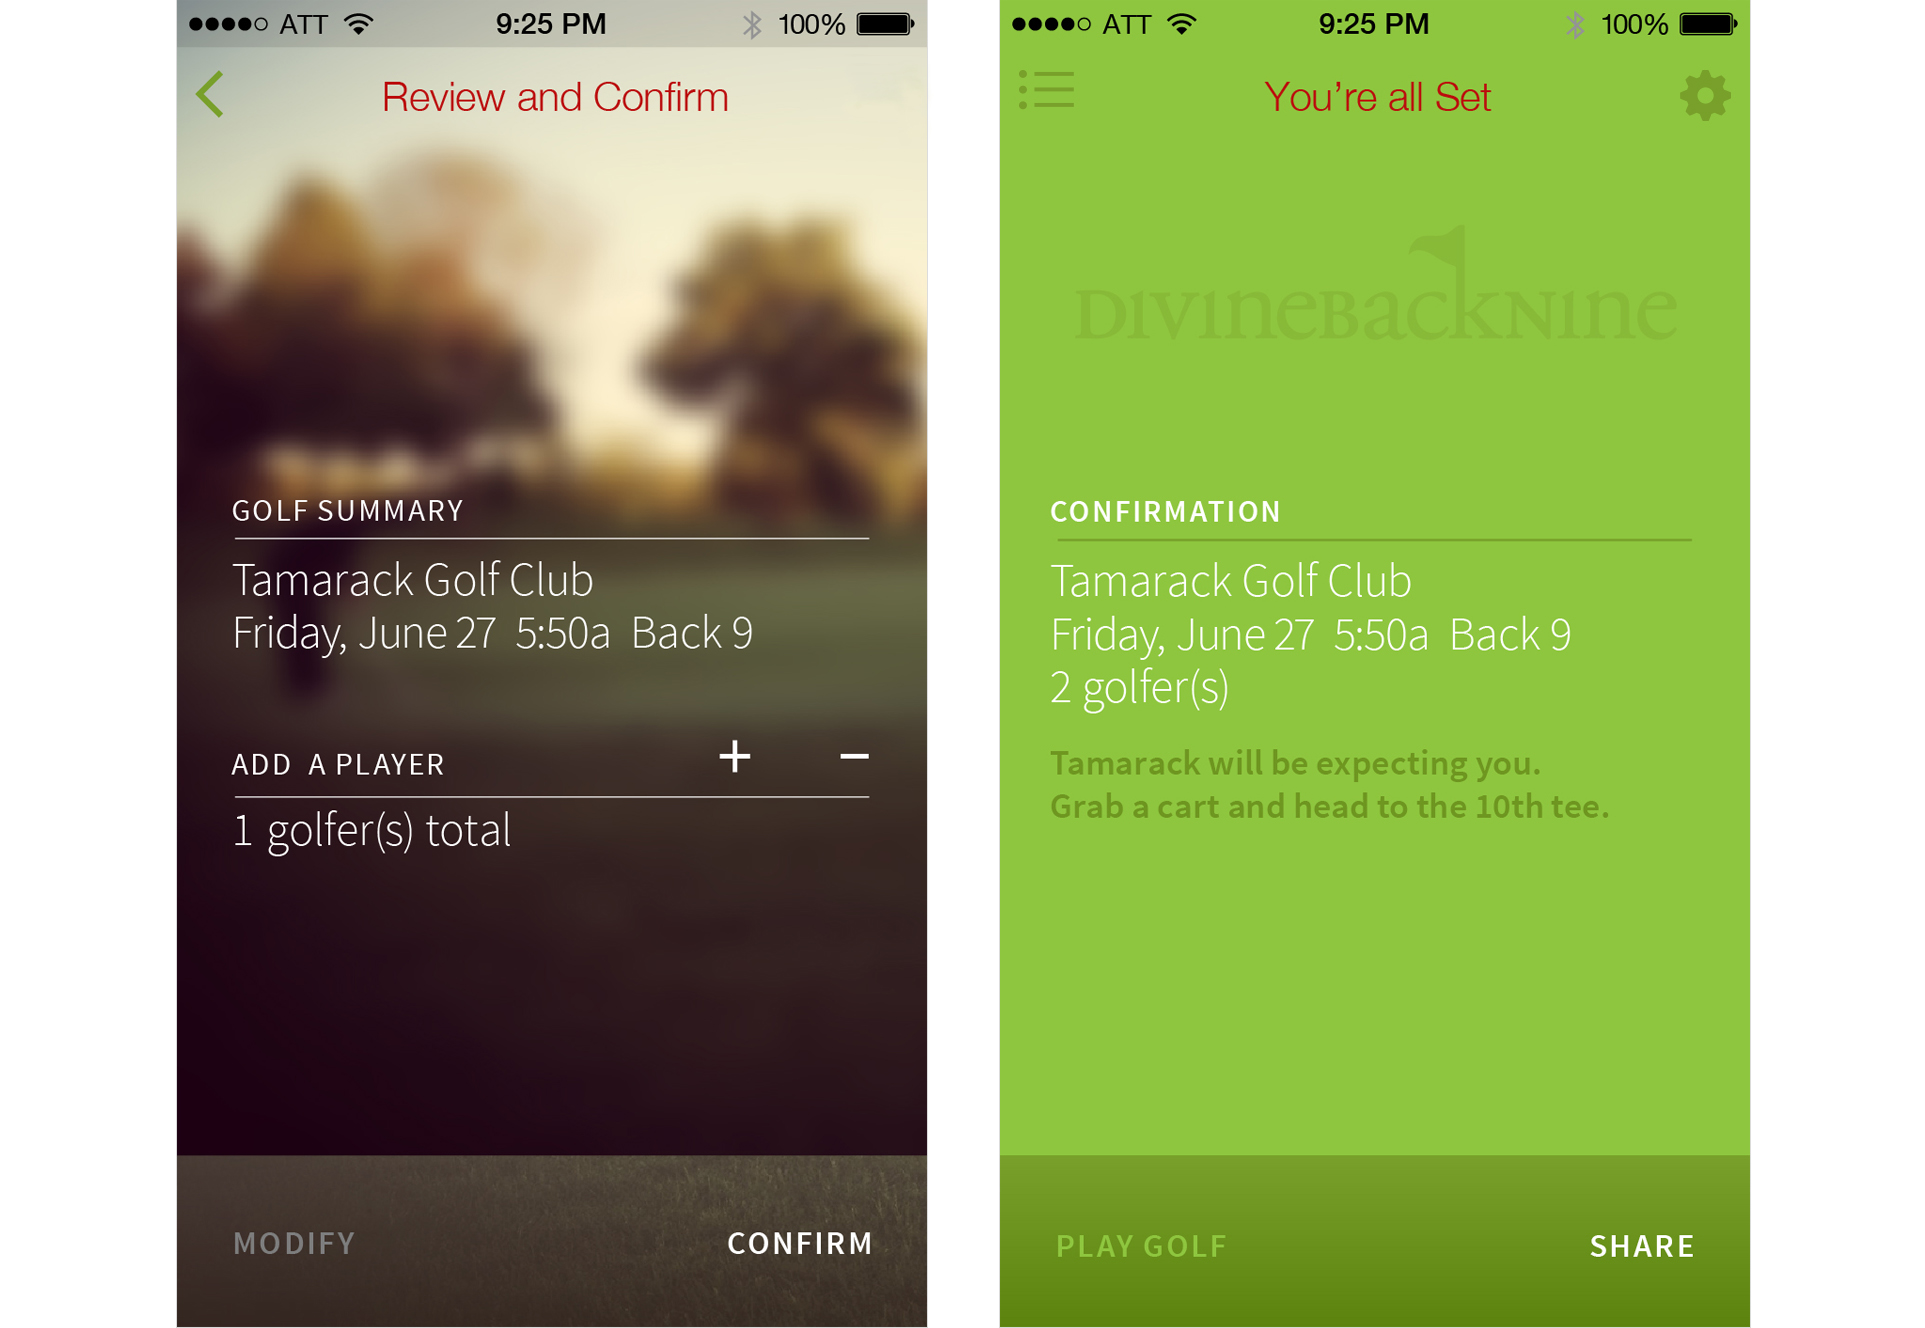 ATT 9:25 PM 100%
Review and Confirm
GOLF SUMMARY
Tamarack Golf Club
Friday, June 27 5:50a Back 9
ADD A PLAYER + −
1 golfer(s) total
MODIFY CONFIRM
ATT 9:25 PM 100%
You're all Set
DivineBackNine
CONFIRMATION
Tamarack Golf Club
Friday, June 27 5:50a Back 9
2 golfer(s)
Tamarack will be expecting you.
Grab a cart and head to the 10th tee.
PLAY GOLF SHARE